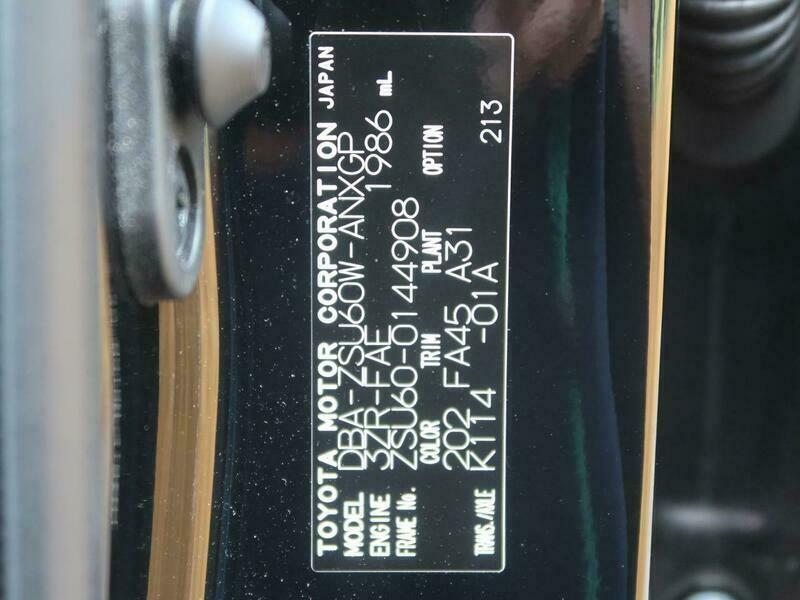 TOYOTA MOTOR CORPORATION JAPAN
MODEL DBA-ZSU60W-ANXGP
ENGINE 3ZR-FAE 1986 mL
FRAME No. ZSU60-0144908
COLOR TRIM PLANT OPTION
202 FA45 A31
TRANS./AXLE K114 -01A 213